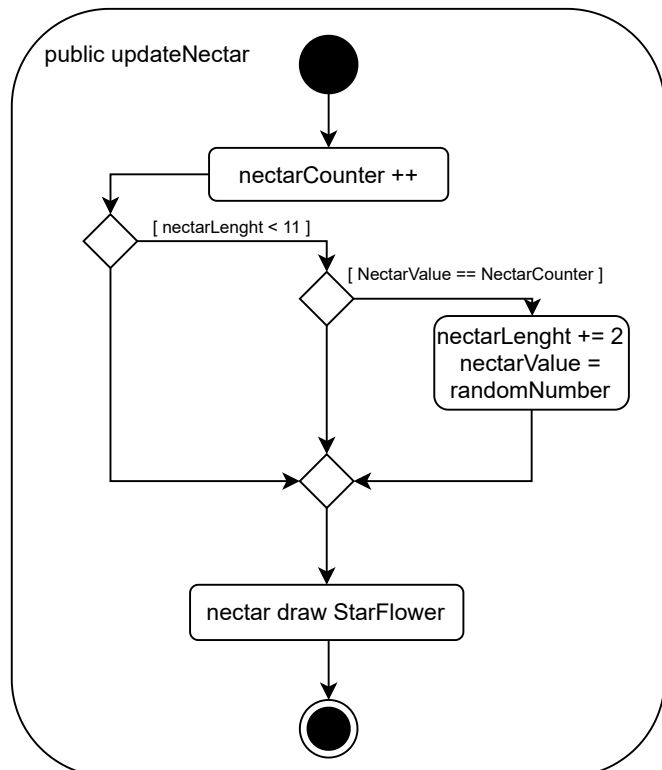 public updateNectar
nectarCounter ++
[ nectarLenght < 11 ]
[ NectarValue == NectarCounter ]
nectarLenght += 2
nectarValue =
randomNumber
nectar draw StarFlower